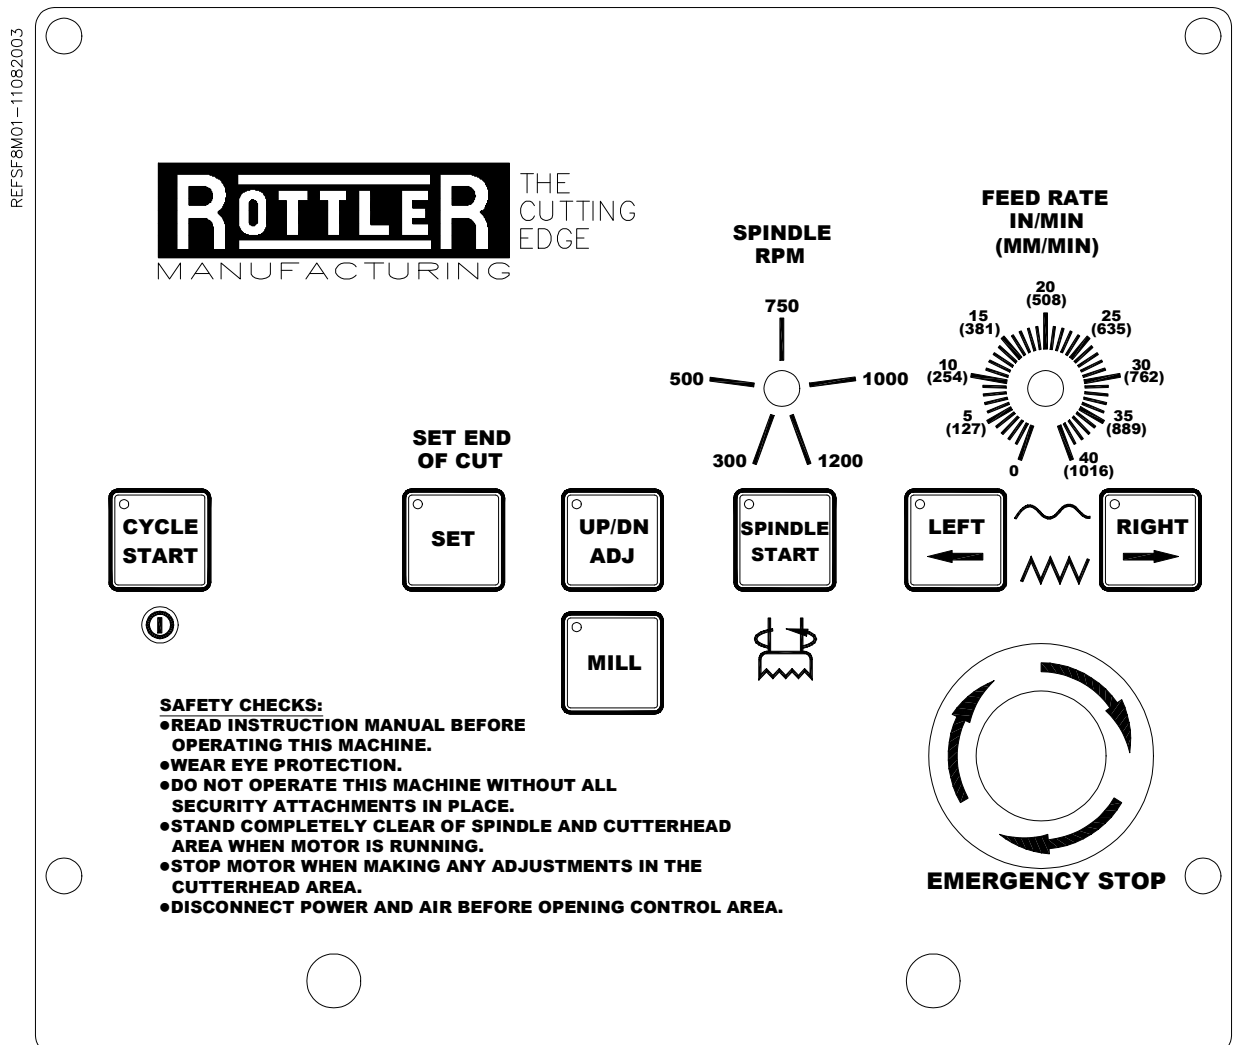 REFSF8M01-11082003
ROTTLER
MANUFACTURING
THE
CUTTING
EDGE
SPINDLE
RPM
750
500
1000
300
1200
FEED RATE
IN/MIN
(MM/MIN)
20
(508)
15
(381)
25
(635)
10
(254)
30
(762)
5
(127)
35
(889)
0
40
(1016)
SET END
OF CUT
CYCLE
START
SET
UP/DN
ADJ
SPINDLE
START
LEFT
RIGHT
MILL
SAFETY CHECKS:
●READ INSTRUCTION MANUAL BEFORE
OPERATING THIS MACHINE.
●WEAR EYE PROTECTION.
●DO NOT OPERATE THIS MACHINE WITHOUT ALL
SECURITY ATTACHMENTS IN PLACE.
●STAND COMPLETELY CLEAR OF SPINDLE AND CUTTERHEAD
AREA WHEN MOTOR IS RUNNING.
●STOP MOTOR WHEN MAKING ANY ADJUSTMENTS IN THE
CUTTERHEAD AREA.
●DISCONNECT POWER AND AIR BEFORE OPENING CONTROL AREA.
EMERGENCY STOP